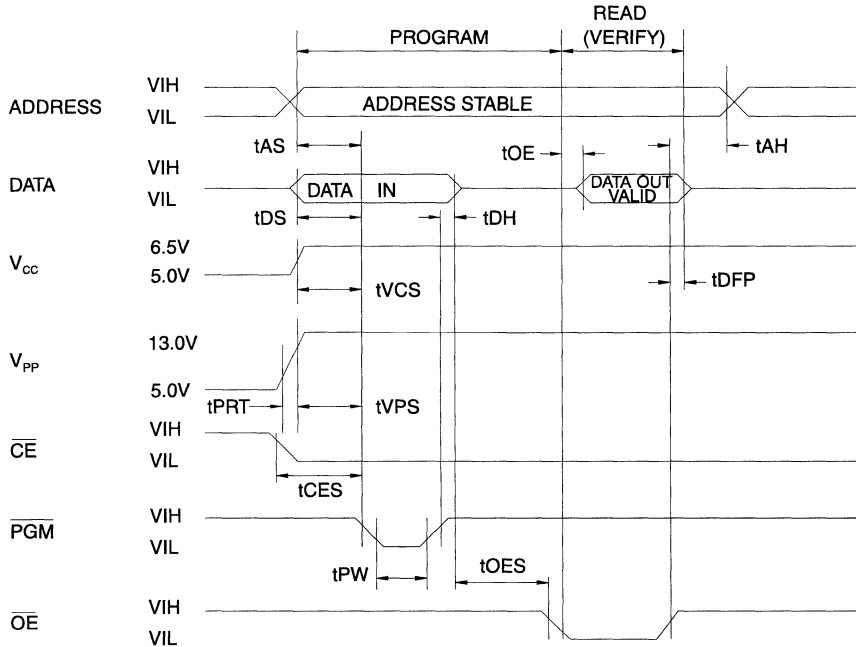 READ
PROGRAM (VERIFY)
ADDRESS VIH
VIL
ADDRESS STABLE
tAS tOE tAH
DATA VIH
VIL
DATA IN
DATA OUT
VALID
tDS tDH
VCC 6.5V
5.0V
tVCS tDFP
VPP 13.0V
5.0V
tPRT tVPS
CE VIH
VIL
tCES
PGM VIH
VIL
tPW tOES
OE VIH
VIL